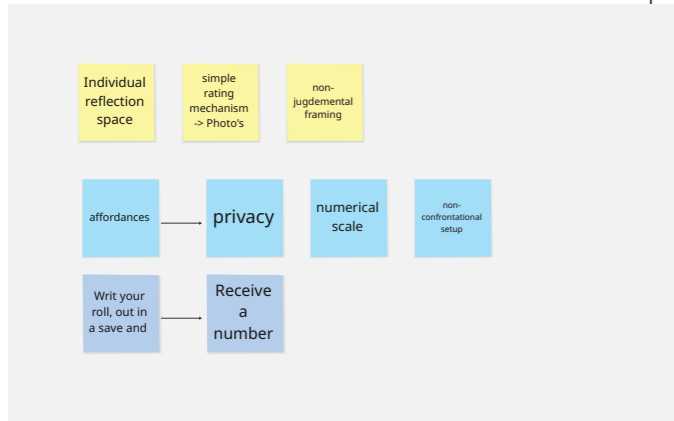 Individual
reflection
space
simple
rating
mechanism
-> Photo's
non-
jugdemental
framing
affordances
privacy
numerical
scale
non-
confrontational
setup
Writ your
roll, out in
a save and
Receive
a
number